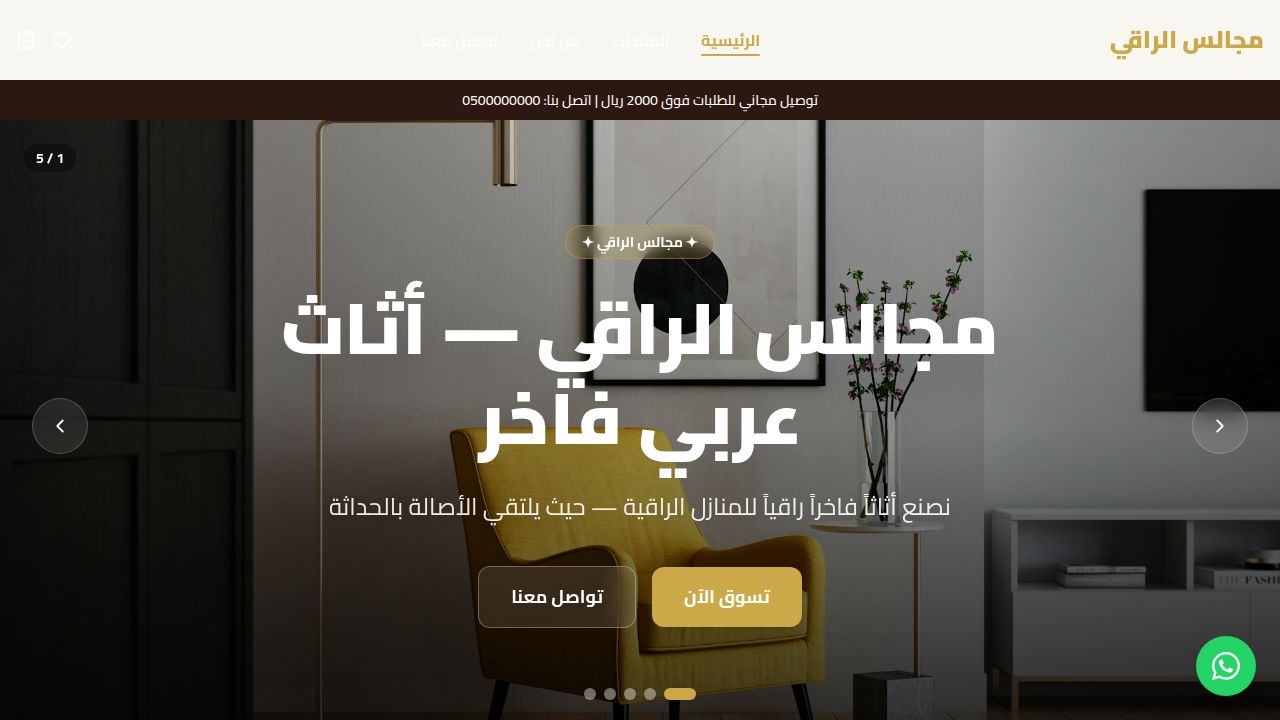 مجالس الراقي
الرئيسية
المنتجات
من نحن
تواصل معنا
توصيل مجاني للطلبات فوق 2000 ريال | اتصل بنا: 0500000000
1 / 5
✦ مجالس الراقي ✦
مجالس الراقي — أثاث
عربي فاخر
نصنع أثاثاً فاخراً راقياً للمنازل الراقية — حيث يلتقي الأصالة بالحداثة
تسوق الآن
تواصل معنا
THE FASHI